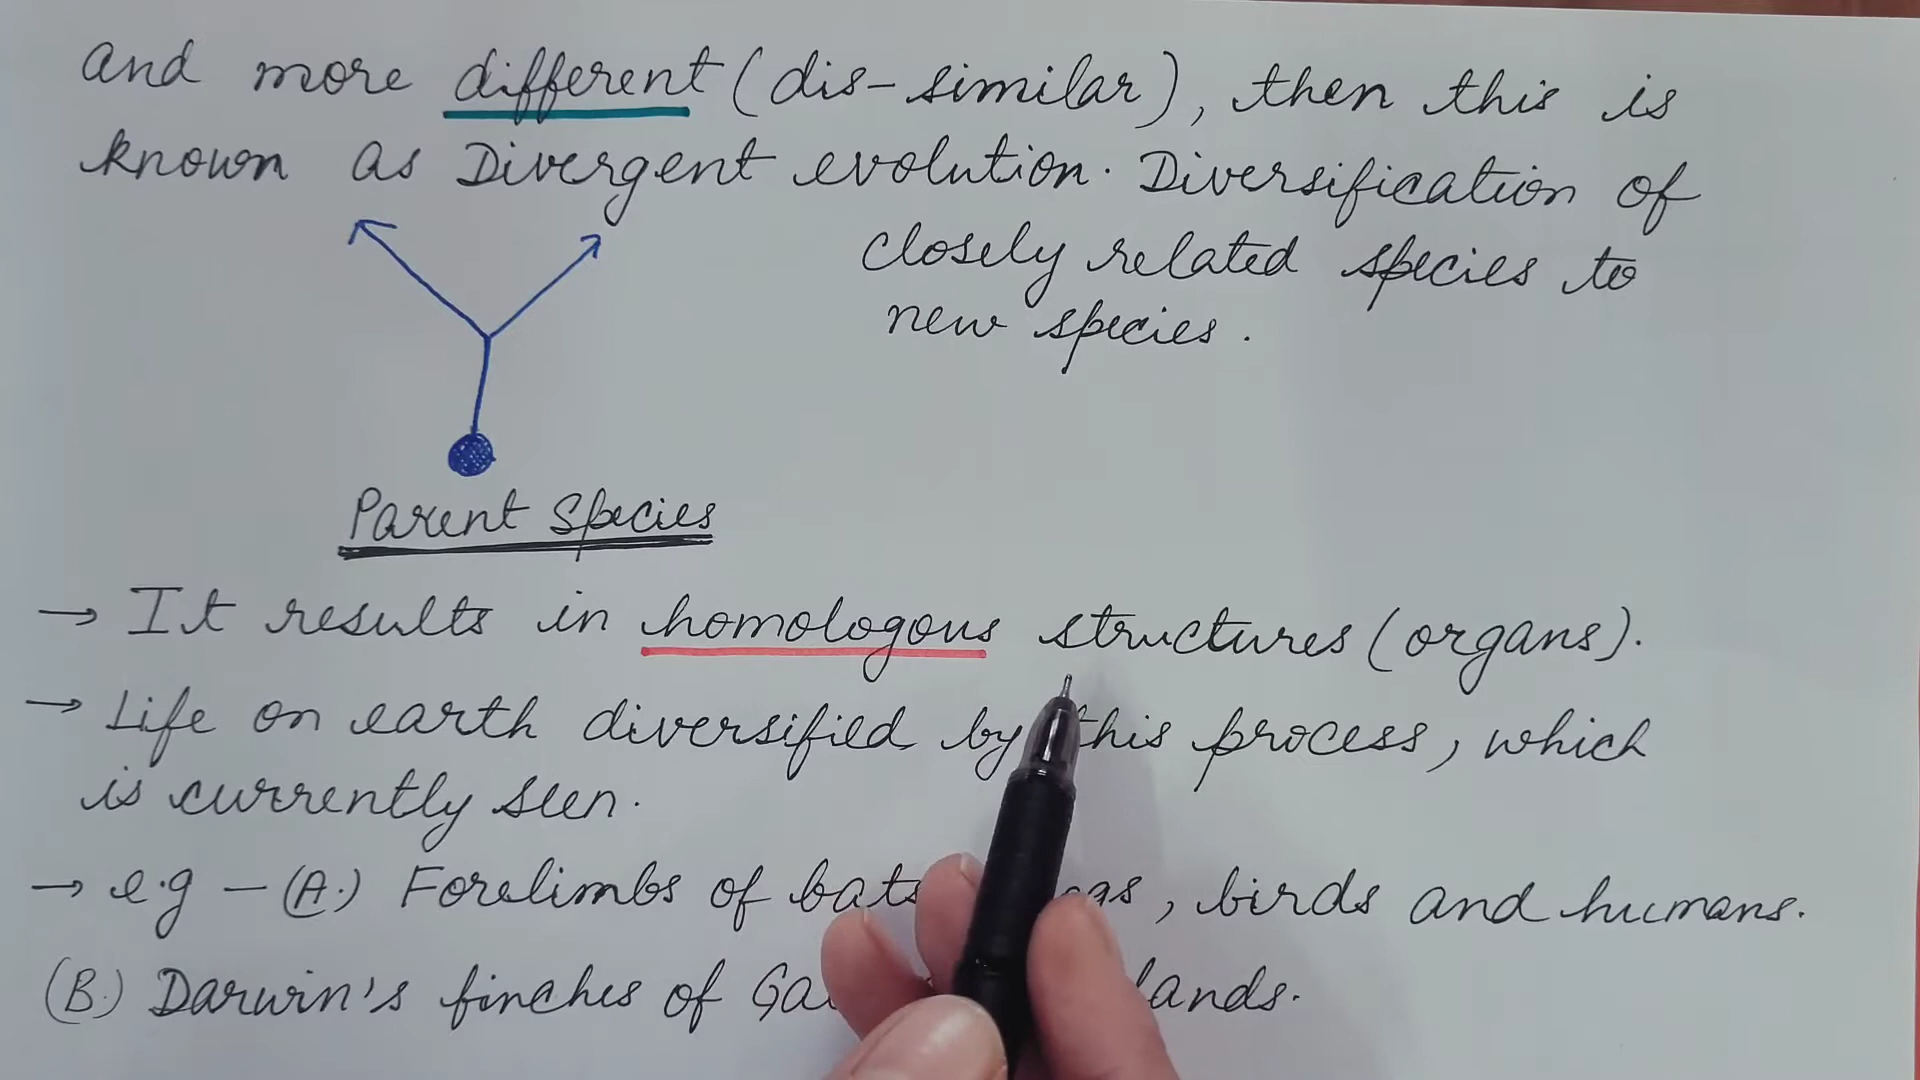 and more different (dis-similar), then this is
known as Divergent evolution. Diversification of
closely related species to
new species.
Parent Species
→ It results in homologous structures (organs).
→ Life on earth diversified by this process, which
is currently seen.
→ e.g - (A.) Forelimbs of bats , birds and humans.
(B.) Darwin's finches of